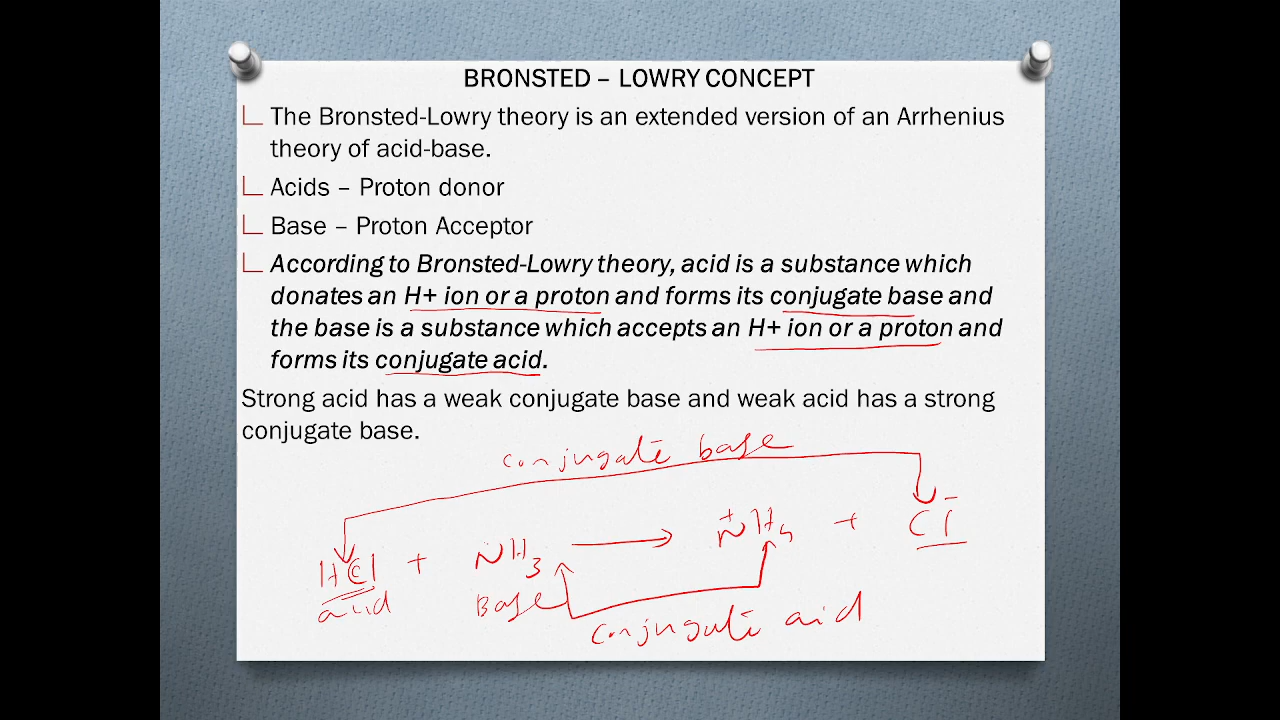 BRONSTED – LOWRY CONCEPT
The Bronsted-Lowry theory is an extended version of an Arrhenius
theory of acid-base.
Acids – Proton donor
Base – Proton Acceptor
According to Bronsted-Lowry theory, acid is a substance which
donates an H+ ion or a proton and forms its conjugate base and
the base is a substance which accepts an H+ ion or a proton and
forms its conjugate acid.
Strong acid has a weak conjugate base and weak acid has a strong
conjugate base.
conjugate base
HCl + NH3 → +NH4 + Cl-
acid Base
conjugate acid